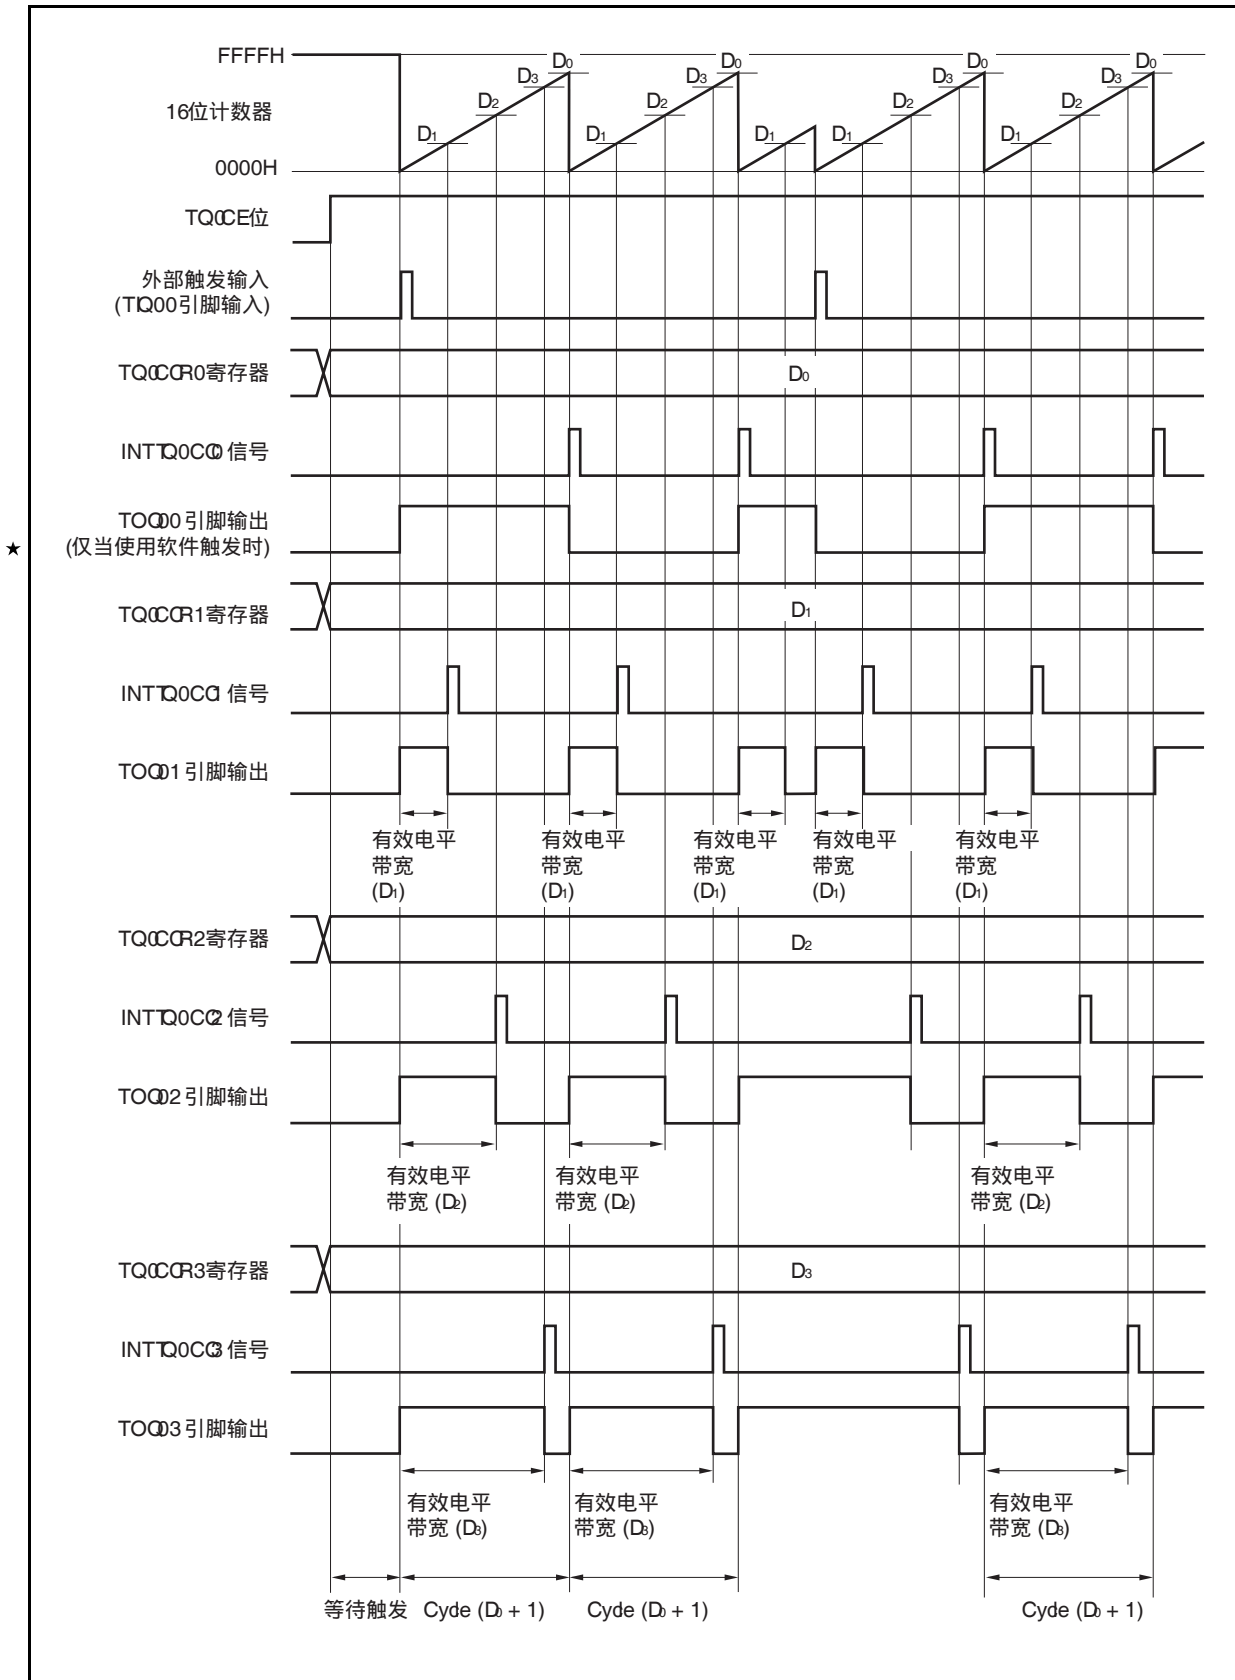 FFFFH
D0
D0
D0
D0
D3
D3
D3
D3
D2
D2
D2
D2
16位计数器
D1
D1
D1
D1
D1
0000H
TQ0CE位
外部触发输入
(TIQ00引脚输入)
TQ0CCR0寄存器
D0
INTTQ0CC0 信号
TOQ00 引脚输出
★ (仅当使用软件触发时)
TQ0CCR1寄存器
D1
INTTQ0CC1 信号
TOQ01 引脚输出
有效电平
带宽
(D1)
有效电平
带宽
(D1)
有效电平
带宽
(D1)
有效电平
带宽
(D1)
有效电平
带宽
(D1)
TQ0CCR2寄存器
D2
INTTQ0CC2 信号
TOQ02 引脚输出
有效电平
带宽 (D2)
有效电平
带宽 (D2)
有效电平
带宽 (D2)
TQ0CCR3寄存器
D3
INTTQ0CC3 信号
TOQ03 引脚输出
有效电平
带宽 (D3)
有效电平
带宽 (D3)
有效电平
带宽 (D3)
等待触发
Cycle (D0 + 1)
Cycle (D0 + 1)
Cycle (D0 + 1)